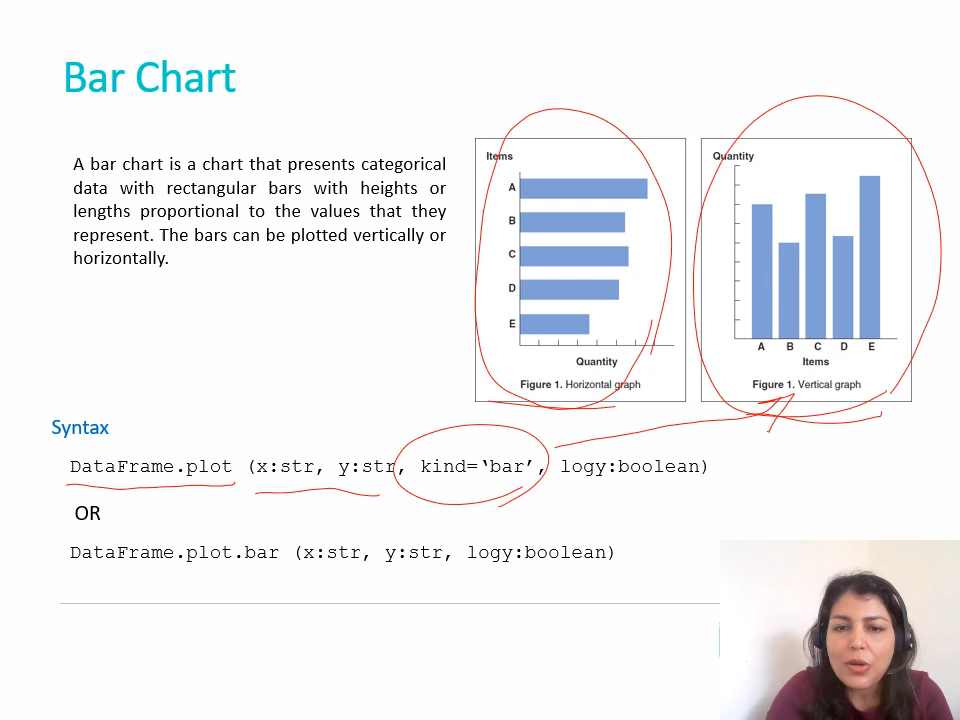 Bar Chart
A bar chart is a chart that presents categorical
data with rectangular bars with heights or
lengths proportional to the values that they
represent. The bars can be plotted vertically or
horizontally.
Items
A
B
C
D
E
Quantity
Figure 1. Horizontal graph
Quantity
A B C D E
Items
Figure 1. Vertical graph
Syntax
DataFrame.plot (x:str, y:str, kind=‘bar’, logy:boolean)
OR
DataFrame.plot.bar (x:str, y:str, logy:boolean)